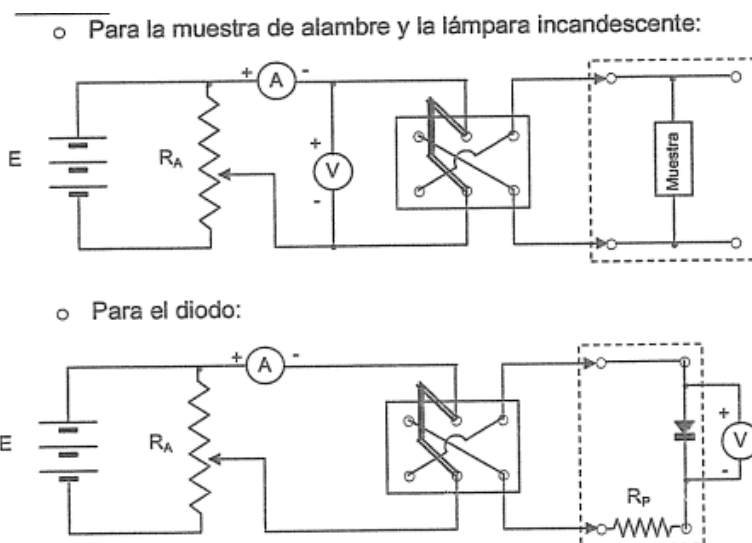 o Para la muestra de alambre y la lámpara incandescente:
+ A -
E
RA
+
V
-
Muestra
o Para el diodo:
+ A -
E
RA
+
V
-
RP